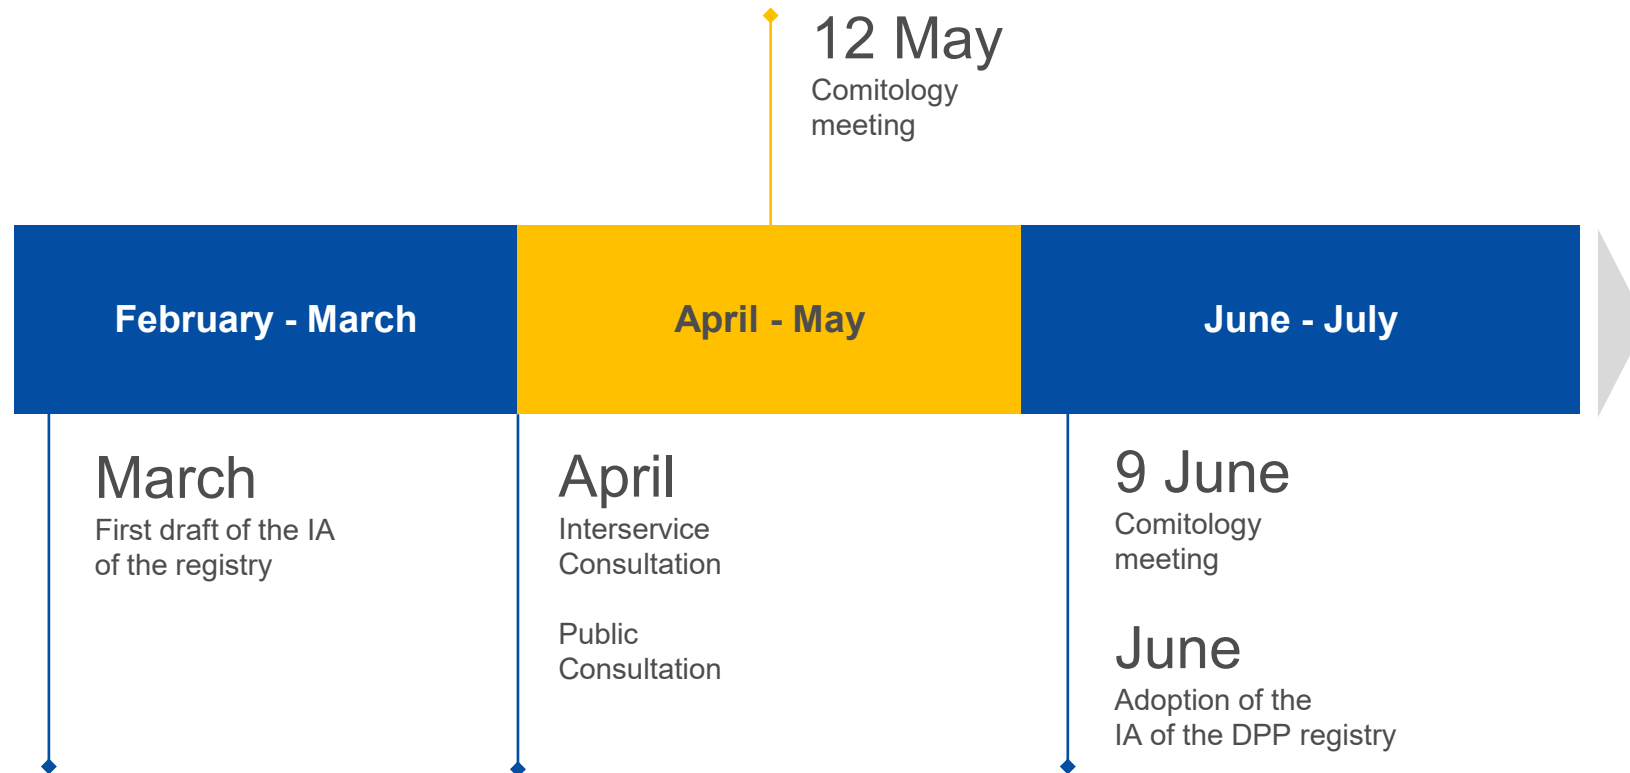 12 May
Comitology
meeting
February - March
April - May
June - July
March
First draft of the IA
of the registry
April
Interservice
Consultation
Public
Consultation
9 June
Comitology
meeting
June
Adoption of the
IA of the DPP registry